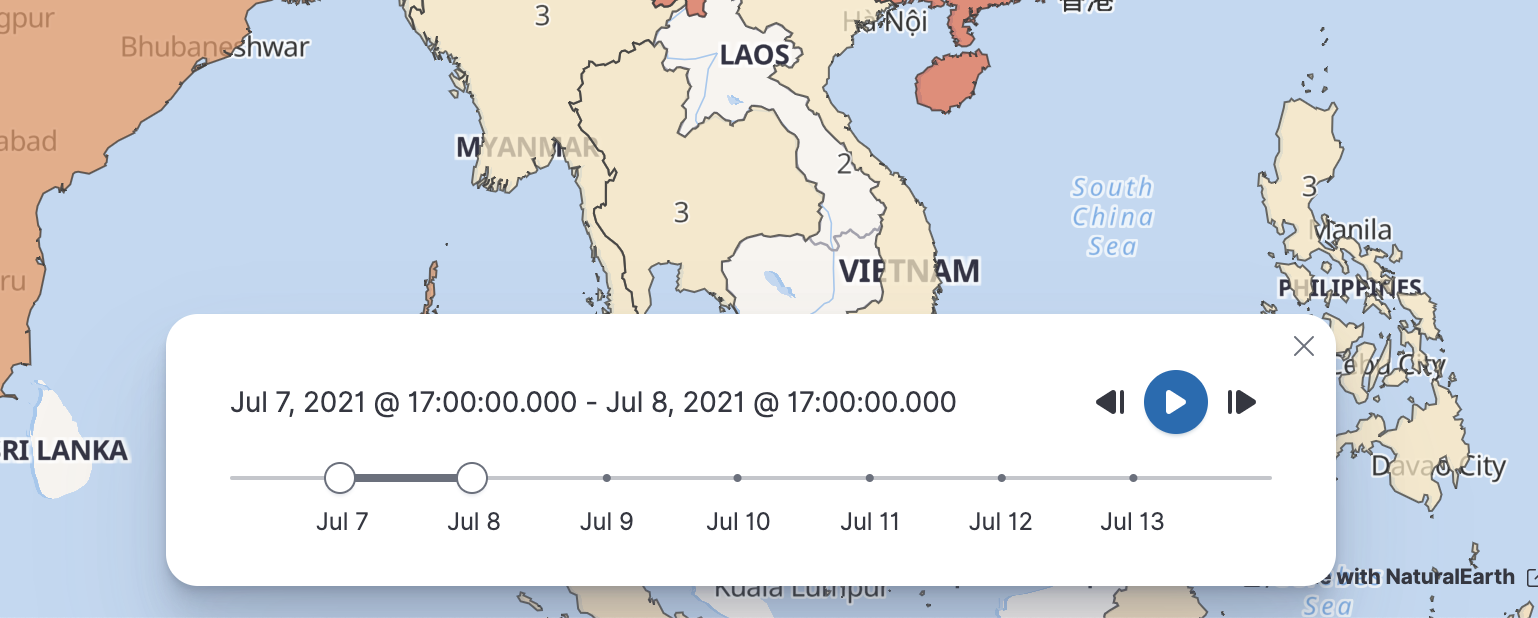 gpur
3
Hà Nội
香港
Bhubaneshwar
LAOS
abad
MYANMAR
2
3
South
China
Sea
3
Manila
ru
VIETNAM
PHILIPPINES
Cebu City
Jul 7, 2021 @ 17:00:00.000 - Jul 8, 2021 @ 17:00:00.000
RI LANKA
Davao City
Jul 7 Jul 8 Jul 9 Jul 10 Jul 11 Jul 12 Jul 13
e with NaturalEarth
Kuala Lumpur
Sea